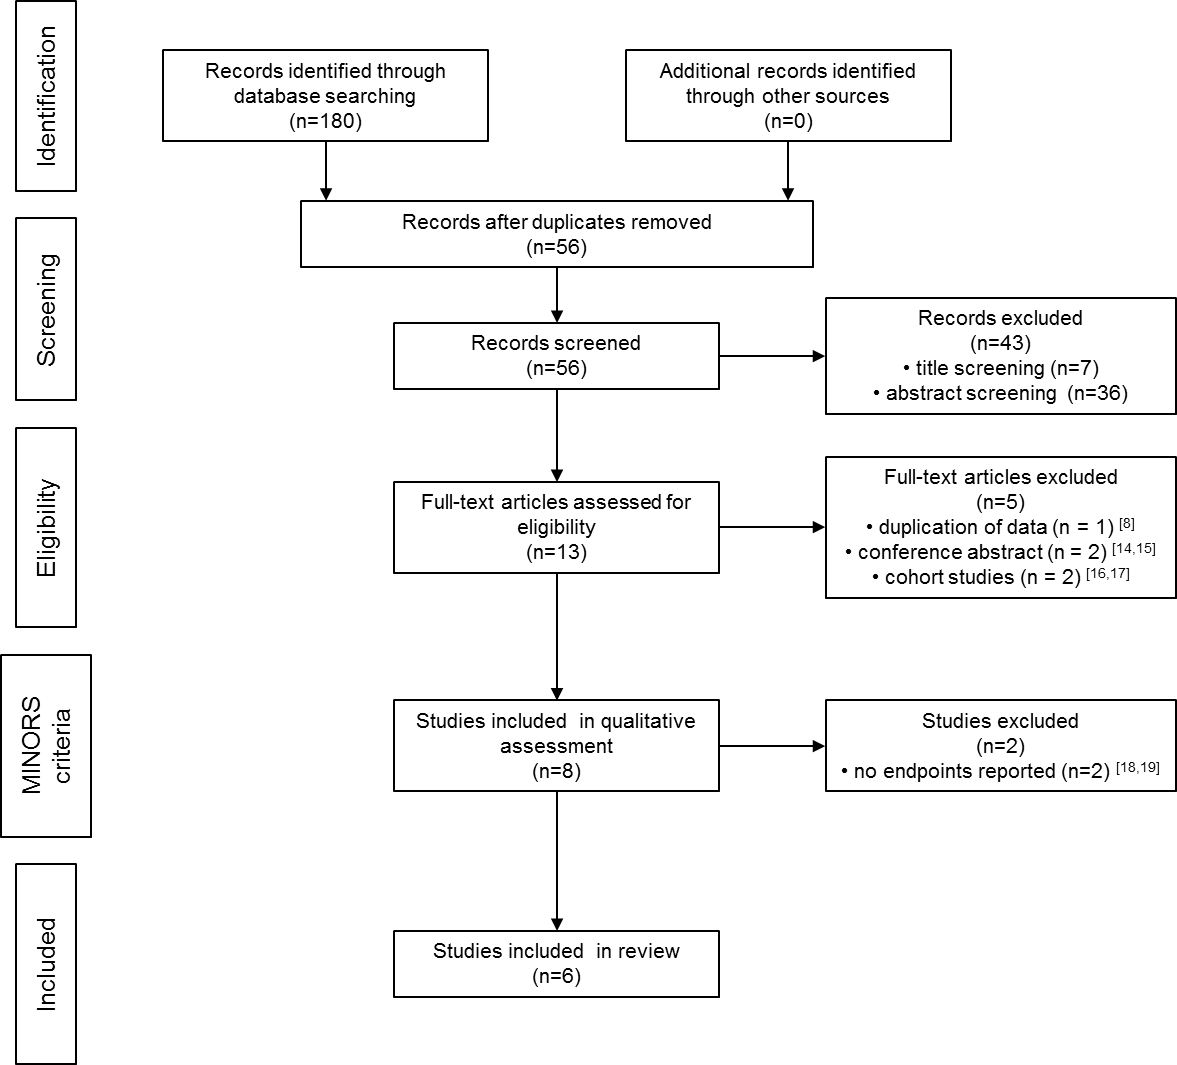 Identification
Records identified through
database searching
(n=180)
Additional records identified
through other sources
(n=0)
Records after duplicates removed
(n=56)
Screening
Records screened
(n=56)
Records excluded
(n=43)
• title screening (n=7)
• abstract screening (n=36)
Eligibility
Full-text articles assessed for
eligibility
(n=13)
Full-text articles excluded
(n=5)
• duplication of data (n = 1) [8]
• conference abstract (n = 2) [14,15]
• cohort studies (n = 2) [16,17]
MINORS
criteria
Studies included in qualitative
assessment
(n=8)
Studies excluded
(n=2)
• no endpoints reported (n=2) [18,19]
Included
Studies included in review
(n=6)